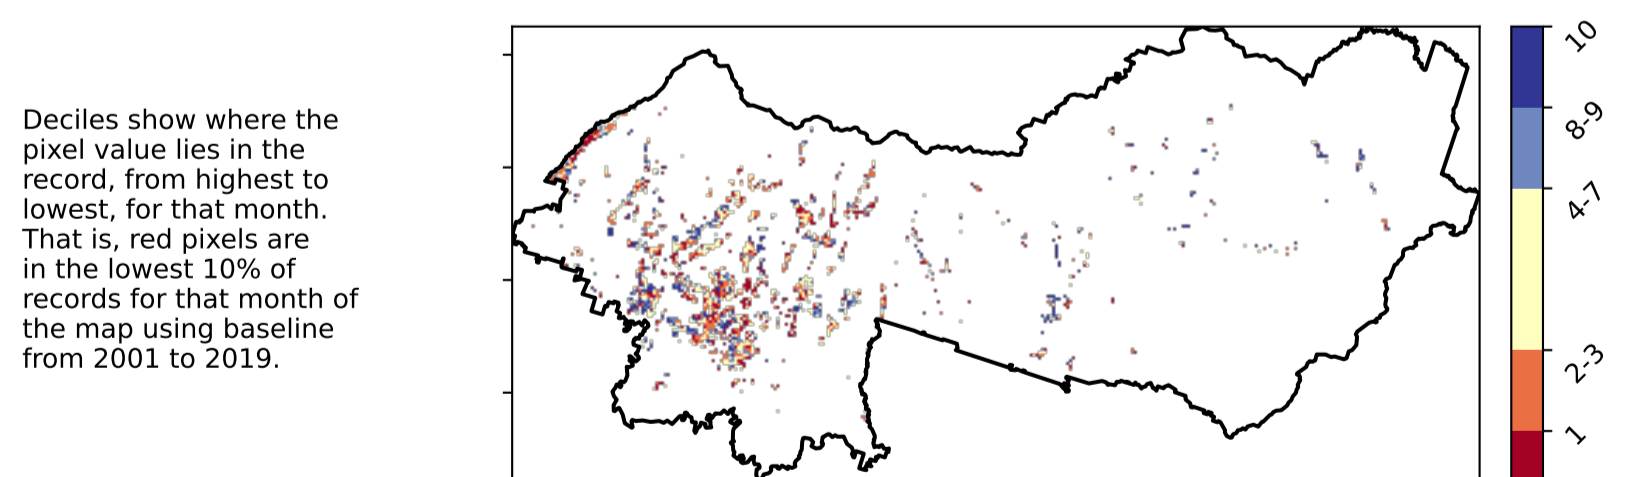 Deciles show where the
pixel value lies in the
record, from highest to
lowest, for that month.
That is, red pixels are
in the lowest 10% of
records for that month of
the map using baseline
from 2001 to 2019.
10
8-9
4-7
2-3
1